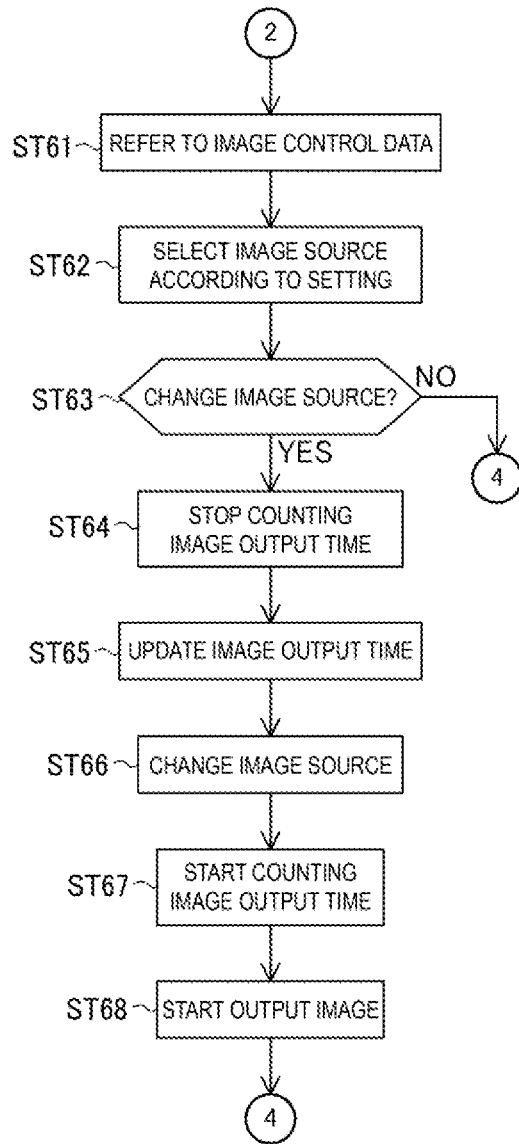 2
ST61
REFER TO IMAGE CONTROL DATA
ST62
SELECT IMAGE SOURCE
ACCORDING TO SETTING
ST63
CHANGE IMAGE SOURCE?
NO
4
YES
ST64
STOP COUNTING
IMAGE OUTPUT TIME
ST65
UPDATE IMAGE OUTPUT TIME
ST66
CHANGE IMAGE SOURCE
ST67
START COUNTING
IMAGE OUTPUT TIME
ST68
START OUTPUT IMAGE
4